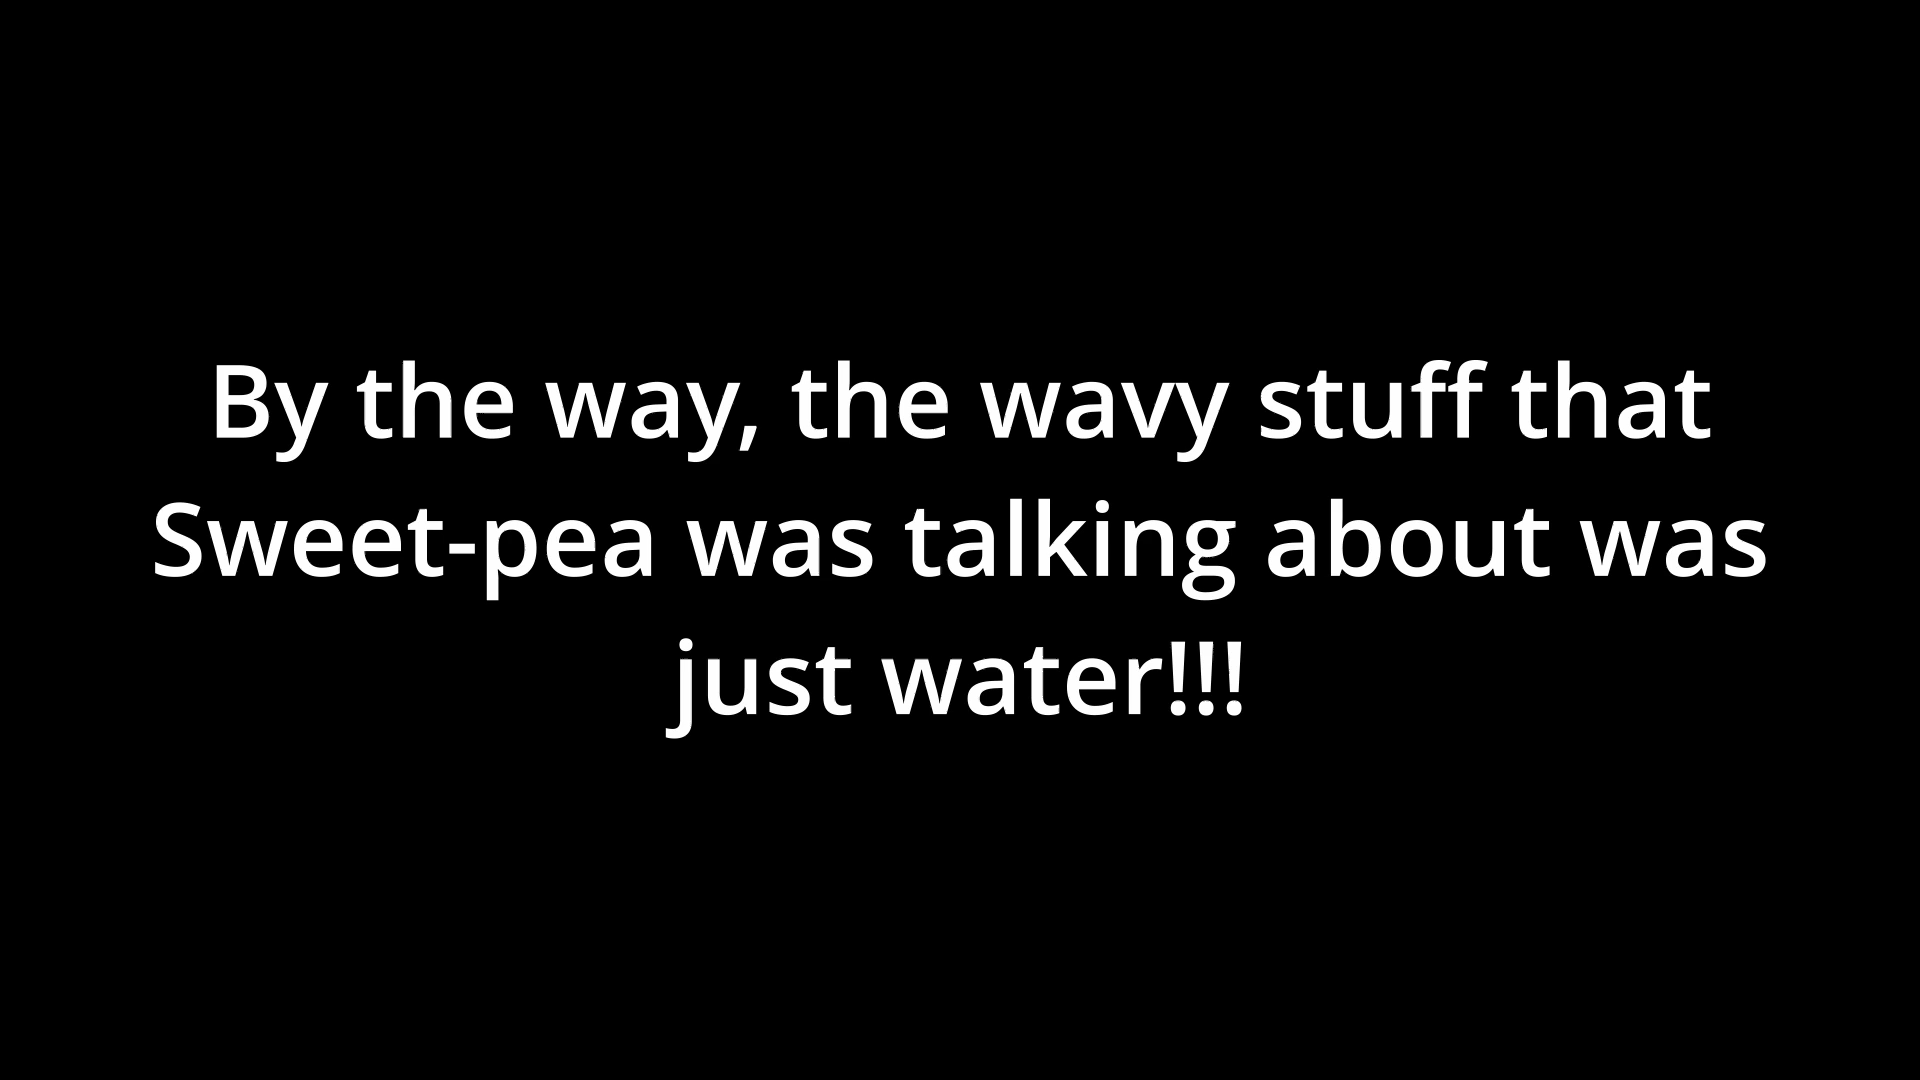 By the way, the wavy stuff that
Sweet-pea was talking about was
just water!!!